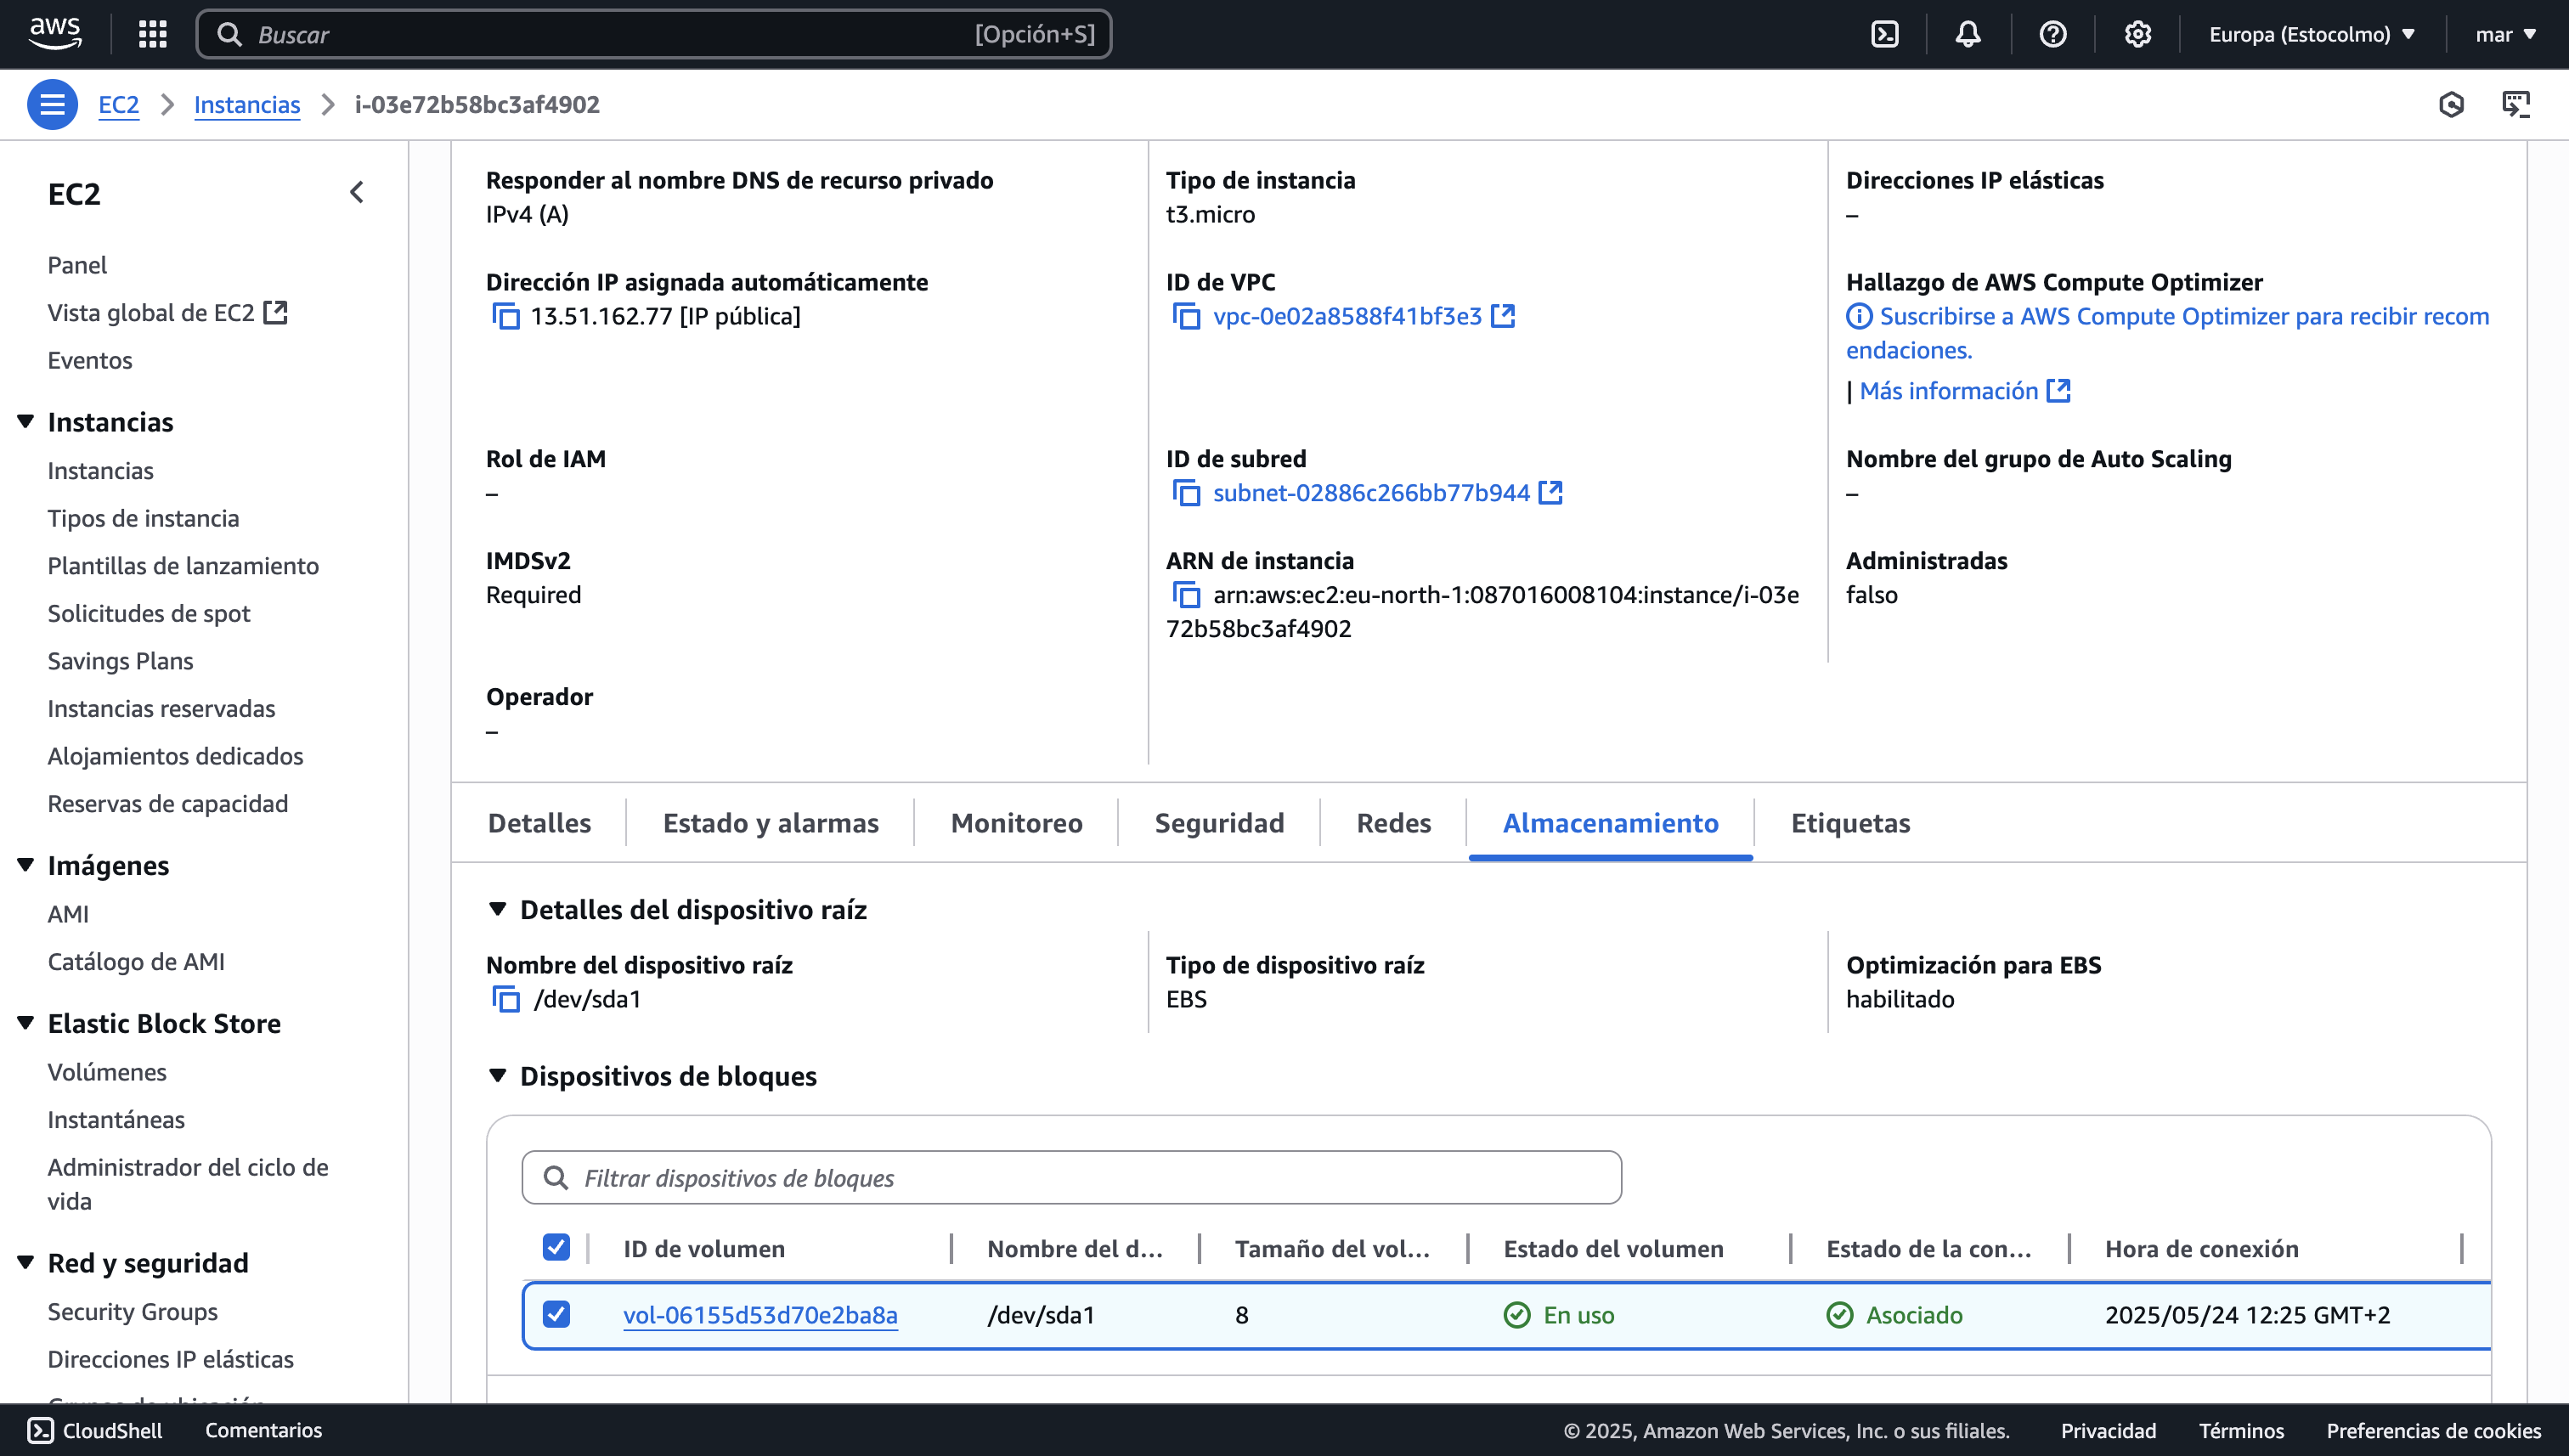 aws
Buscar
[Opción+S]
Europa (Estocolmo)
mar
EC2
Instancias
i-03e72b58bc3af4902
EC2
Panel
Vista global de EC2
Eventos
Instancias
Instancias
Tipos de instancia
Plantillas de lanzamiento
Solicitudes de spot
Savings Plans
Instancias reservadas
Alojamientos dedicados
Reservas de capacidad
Imágenes
AMI
Catálogo de AMI
Elastic Block Store
Volúmenes
Instantáneas
Administrador del ciclo de
vida
Red y seguridad
Security Groups
Direcciones IP elásticas
Responder al nombre DNS de recurso privado
IPv4 (A)
Tipo de instancia
t3.micro
Direcciones IP elásticas
–
Dirección IP asignada automáticamente
13.51.162.77 [IP pública]
ID de VPC
vpc-0e02a8588f41bf3e3
Hallazgo de AWS Compute Optimizer
Suscribirse a AWS Compute Optimizer para recibir recom
endaciones.
| Más información
Rol de IAM
–
ID de subred
subnet-02886c266bb77b944
Nombre del grupo de Auto Scaling
–
IMDSv2
Required
ARN de instancia
arn:aws:ec2:eu-north-1:087016008104:instance/i-03e
72b58bc3af4902
Administradas
falso
Operador
–
Detalles
Estado y alarmas
Monitoreo
Seguridad
Redes
Almacenamiento
Etiquetas
Detalles del dispositivo raíz
Nombre del dispositivo raíz
/dev/sda1
Tipo de dispositivo raíz
EBS
Optimización para EBS
habilitado
Dispositivos de bloques
Filtrar dispositivos de bloques
ID de volumen
Nombre del d...
Tamaño del vol...
Estado del volumen
Estado de la con...
Hora de conexión
vol-06155d53d70e2ba8a
/dev/sda1
8
En uso
Asociado
2025/05/24 12:25 GMT+2
CloudShell
Comentarios
© 2025, Amazon Web Services, Inc. o sus filiales.
Privacidad
Términos
Preferencias de cookies